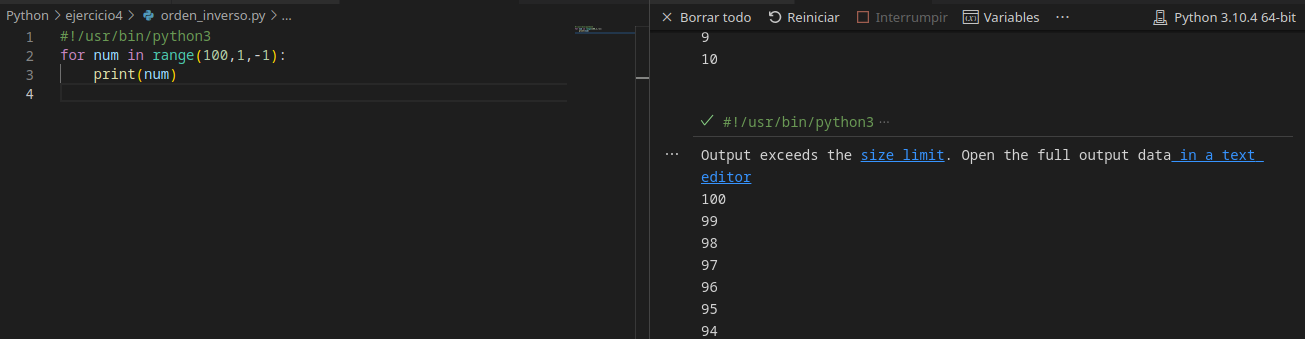 Python > ejercicio4 > orden_inverso.py > ...
1 #!/usr/bin/python3
2 for num in range(100,1,-1):
3     print(num)
4
Borrar todo Reiniciar Interrumpir Variables ··· Python 3.10.4 64-bit
9
10
#!/usr/bin/python3 ···
··· Output exceeds the size limit. Open the full output data in a text
editor
100
99
98
97
96
95
94